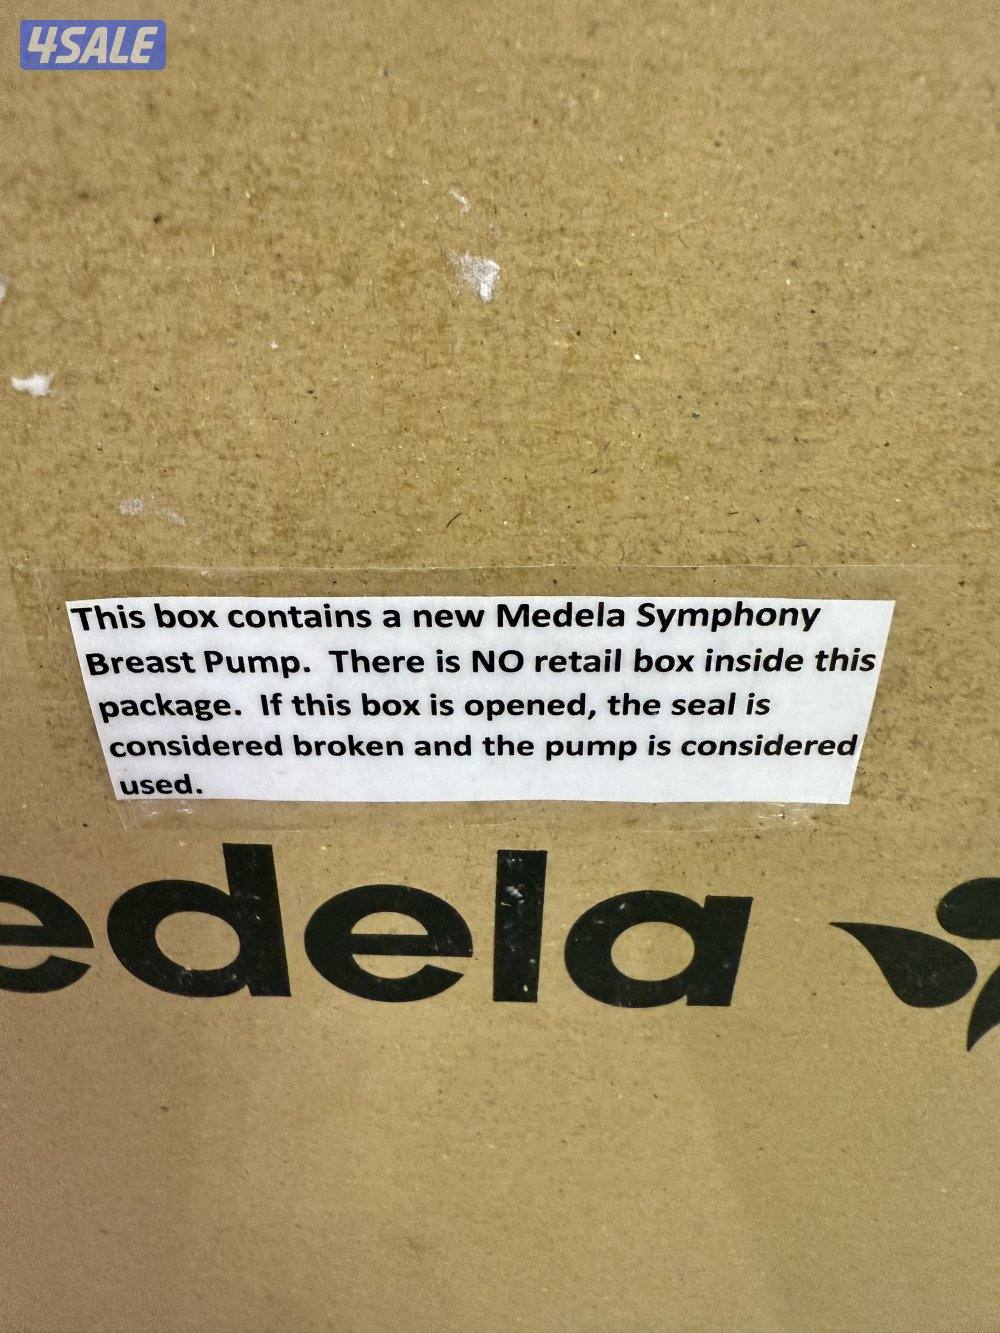 4SALE
This box contains a new Medela Symphony
Breast Pump. There is NO retail box inside this
package. If this box is opened, the seal is
considered broken and the pump is considered
used.
edela